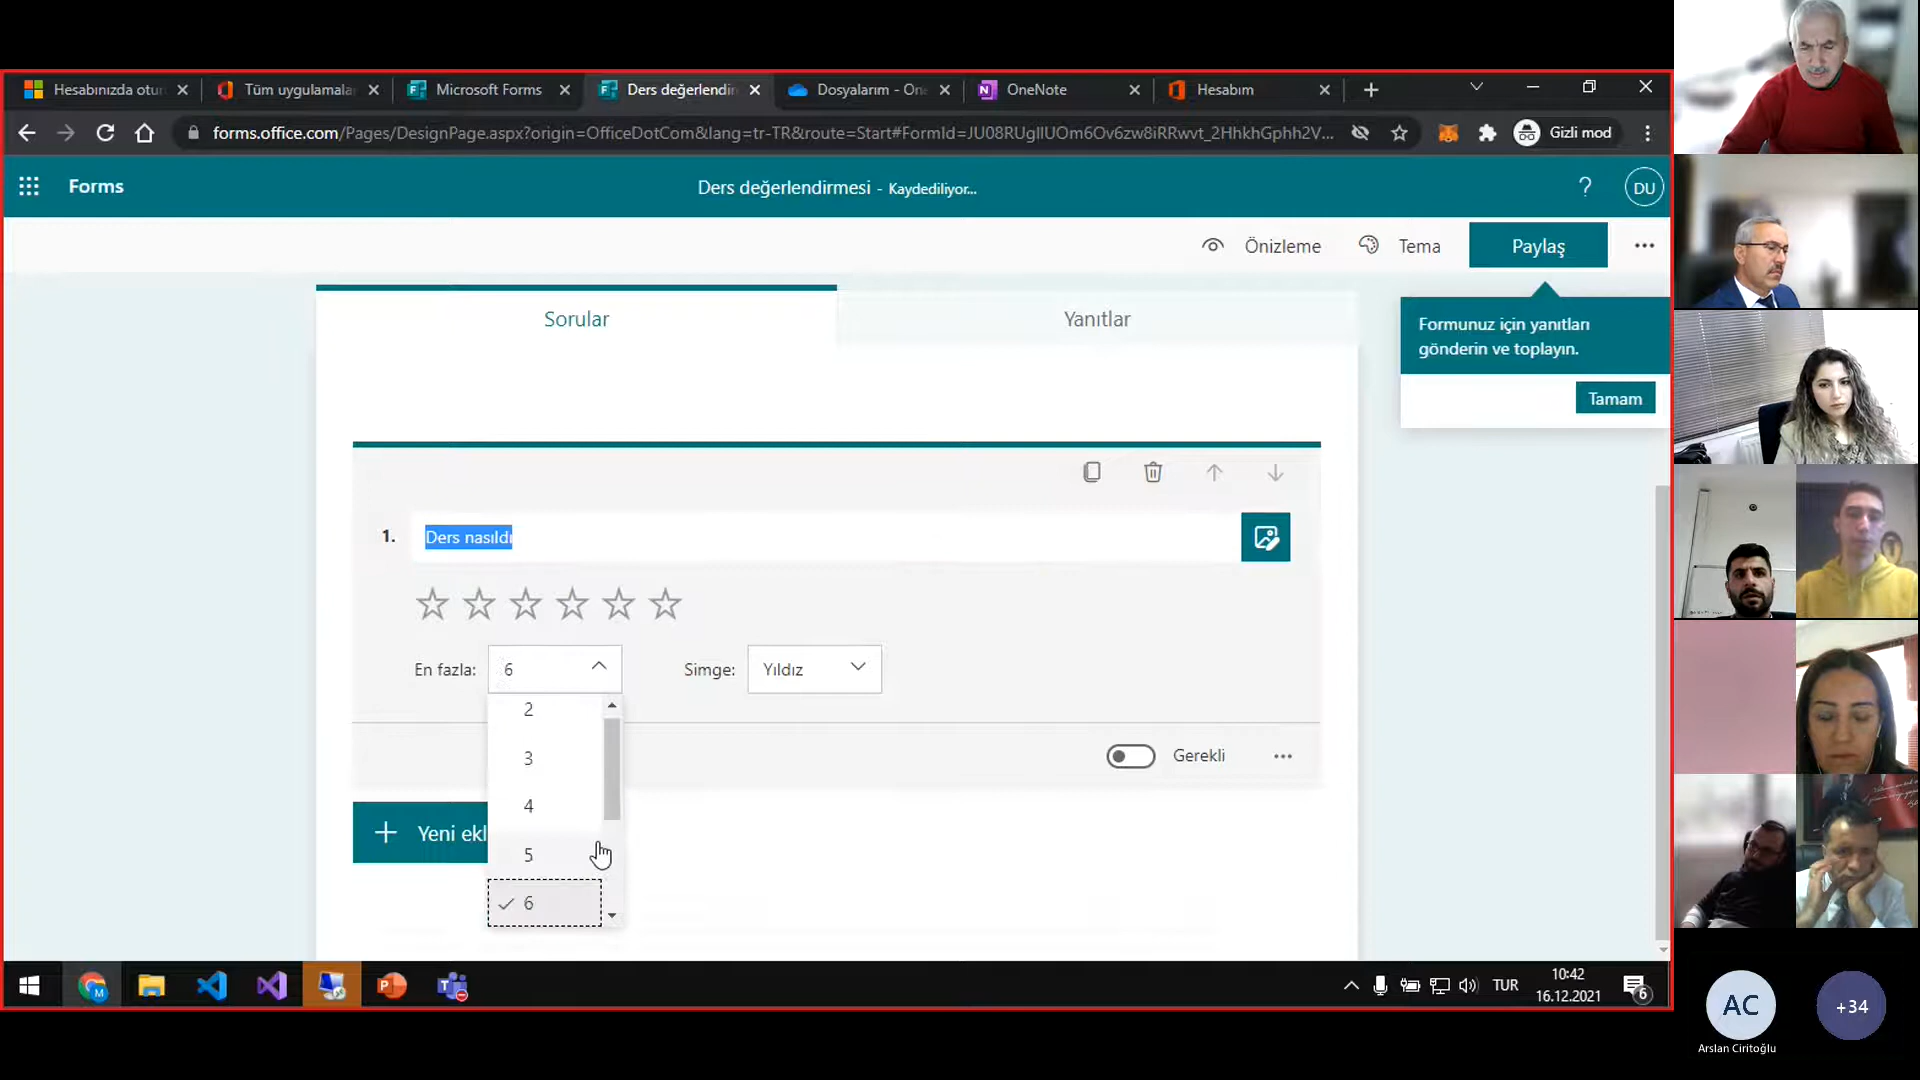 Hesabınızda otur
Tüm uygulamala
Microsoft Forms
Ders değerlendir
Dosyalarım - One
OneNote
Hesabım
forms.office.com/Pages/DesignPage.aspx?origin=OfficeDotCom&lang=tr-TR&route=Start#FormId=JU08RUgllUOm6Ov6zw8iRRwvt_2HhkhGphh2V...
Gizli mod
Forms
Ders değerlendirmesi - Kaydediliyor...
? DU
Önizleme
Tema
Paylaş
Formunuz için yanıtları
gönderin ve toplayın.
Tamam
Sorular
Yanıtlar
1. Ders nasıldı
En fazla: 6
Simge: Yıldız
2
3
4
5
6
Gerekli
+ Yeni ekl
TUR
10:42
16.12.2021
6
AC
Arslan Ciritoğlu
+34